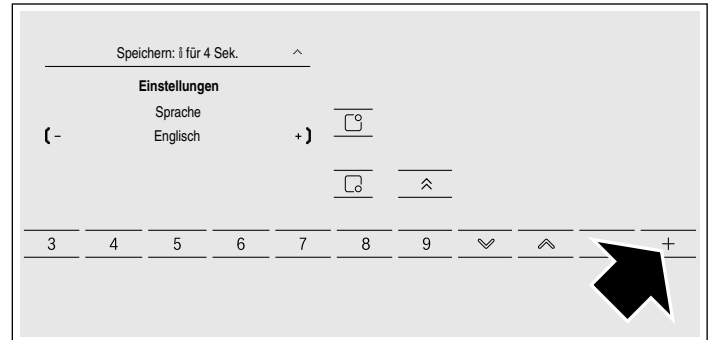 Speichern: i für 4 Sek.
Einstellungen
Sprache
- Englisch +
3 4 5 6 7 8 9 +